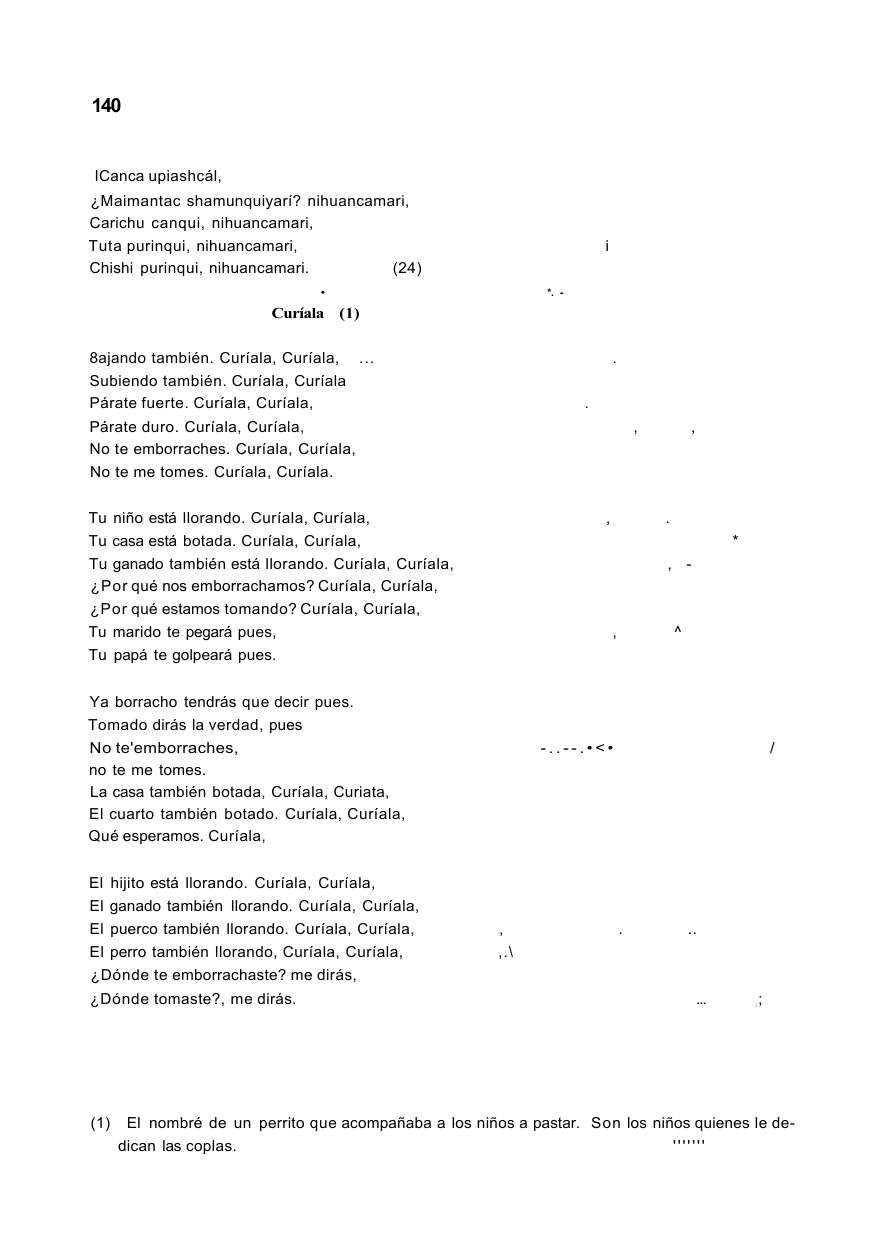 140
lCanca upiashcál,
¿Maimantac shamunquiyarí? nihuancamari,
Carichu canqui, nihuancamari,
Tuta purinqui, nihuancamari, i
Chishi purinqui, nihuancamari. (24)
• *. -
Curíala (1)
8ajando también. Curíala, Curíala, ... .
Subiendo también. Curíala, Curíala
Párate fuerte. Curíala, Curíala, .
Párate duro. Curíala, Curíala, , ,
No te emborraches. Curíala, Curíala,
No te me tomes. Curíala, Curíala.
Tu niño está llorando. Curíala, Curíala, , .
Tu casa está botada. Curíala, Curíala, *
Tu ganado también está llorando. Curíala, Curíala, , -
¿Por qué nos emborrachamos? Curíala, Curíala,
¿Por qué estamos tomando? Curíala, Curíala,
Tu marido te pegará pues, , ^
Tu papá te golpeará pues.
Ya borracho tendrás que decir pues.
Tomado dirás la verdad, pues
No te'emborraches, -..--.•<• /
no te me tomes.
La casa también botada, Curíala, Curiata,
El cuarto también botado. Curíala, Curíala,
Qué esperamos. Curíala,
El hijito está llorando. Curíala, Curíala,
El ganado también llorando. Curíala, Curíala,
El puerco también llorando. Curíala, Curíala, , . ..
El perro también llorando, Curíala, Curíala, ,.\
¿Dónde te emborrachaste? me dirás,
¿Dónde tomaste?, me dirás. ... ;
(1) El nombré de un perrito que acompañaba a los niños a pastar. Son los niños quienes le de-
dican las coplas. '''''''